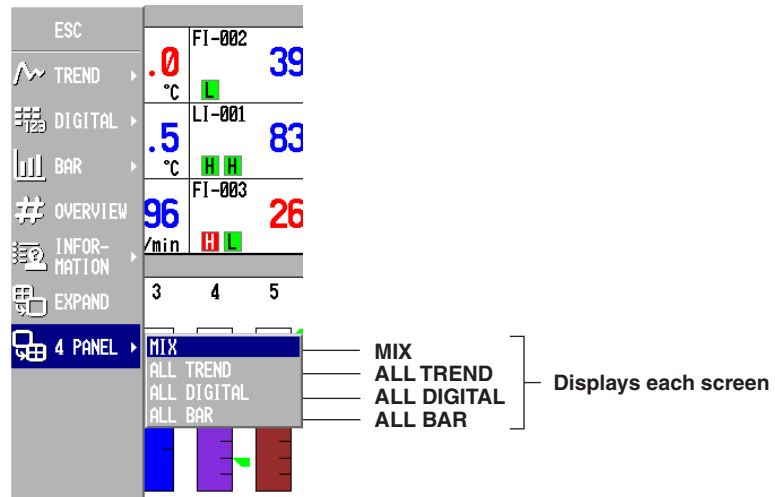 ESC
TREND
DIGITAL
BAR
OVERVIEW
INFOR-
MATION
EXPAND
4 PANEL
.0
°C
FI-002
39
L
.5
°C
LI-001
83
H H
96
/min
FI-003
26
H L
3 4 5
MIX
ALL TREND
ALL DIGITAL
ALL BAR
MIX
ALL TREND
ALL DIGITAL
ALL BAR
Displays each screen